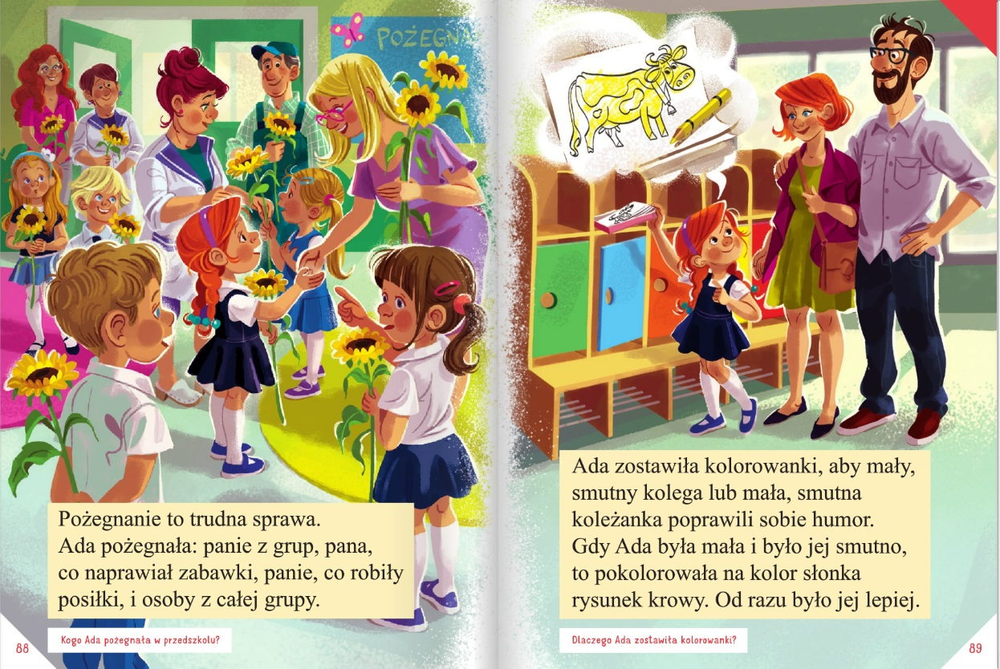 POŻEGNA
Pożegnanie to trudna sprawa.
Ada pożegnała: panie z grup, pana,
co naprawiał zabawki, panie, co robiły
posiłki, i osoby z całej grupy.
88
Kogo Ada pożegnała w przedszkolu?
Ada zostawiła kolorowanki, aby mały,
smutny kolega lub mała, smutna
koleżanka poprawili sobie humor.
Gdy Ada była mała i było jej smutno,
to pokolorowała na kolor słonka
rysunek krowy. Od razu było jej lepiej.
Dlaczego Ada zostawiła kolorowanki?
89